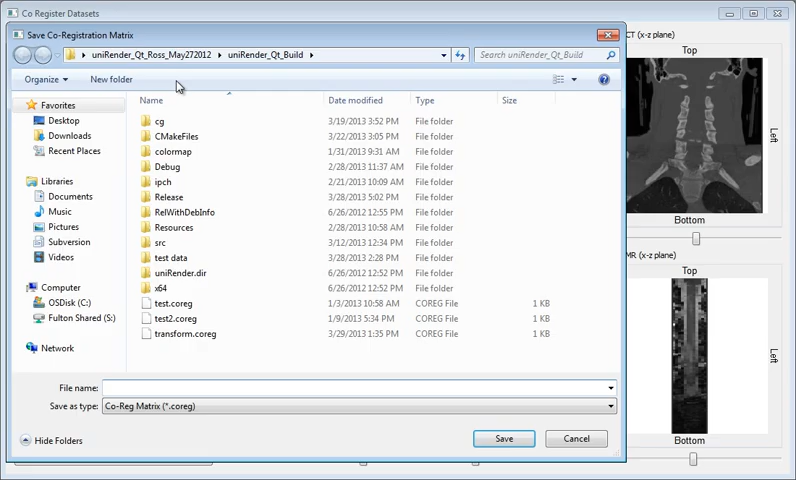 Co Register Datasets
Save Co-Registration Matrix
uniRender_Qt_Ross_May272012 uniRender_Qt_Build Search uniRender_Qt_Build
Organize New folder
Name Date modified Type Size
Favorites
Desktop
Downloads
Recent Places
Libraries
Documents
Music
Pictures
Subversion
Videos
Computer
OSDisk (C:)
Fulton Shared (S:)
Network
cg 3/19/2013 3:52 PM File folder
CMakeFiles 3/22/2013 3:05 PM File folder
colormap 1/31/2013 9:31 AM File folder
Debug 2/28/2013 11:37 AM File folder
ipch 2/21/2013 10:09 AM File folder
Release 3/28/2013 5:02 PM File folder
RelWithDebInfo 6/26/2012 12:55 PM File folder
Resources 2/28/2013 10:58 AM File folder
src 3/12/2013 12:34 PM File folder
test data 3/28/2013 2:28 PM File folder
uniRender.dir 6/26/2012 12:52 PM File folder
x64 6/26/2012 12:52 PM File folder
test.coreg 1/3/2013 10:58 AM COREG File 1 KB
test2.coreg 1/9/2013 5:34 PM COREG File 1 KB
transform.coreg 3/29/2013 1:35 PM COREG File 1 KB
File name:
Save as type: Co-Reg Matrix (*.coreg)
Hide Folders Save Cancel
CT (x-z plane)
Top
Left
Bottom
MR (x-z plane)
Top
Left
Bottom